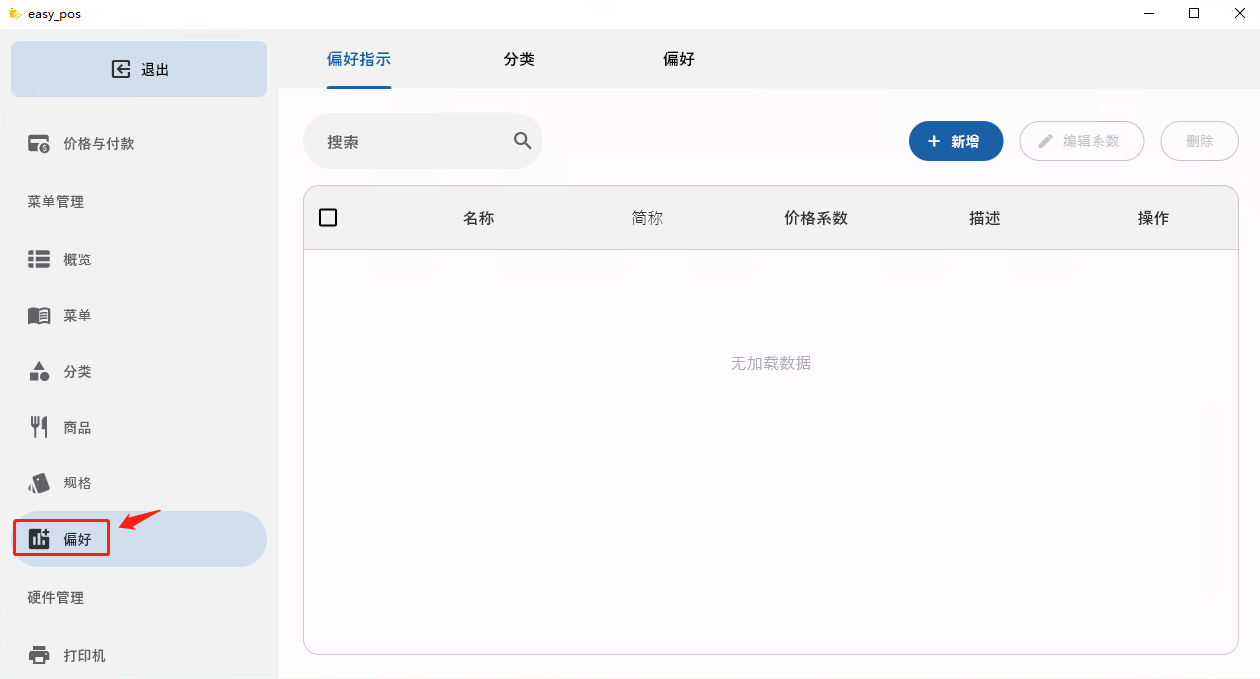 easy_pos
退出
价格与付款
菜单管理
概览
菜单
分类
商品
规格
偏好
硬件管理
打印机
偏好指示 分类 偏好
搜索
新增 编辑系数 删除
名称 简称 价格系数 描述 操作
无加载数据